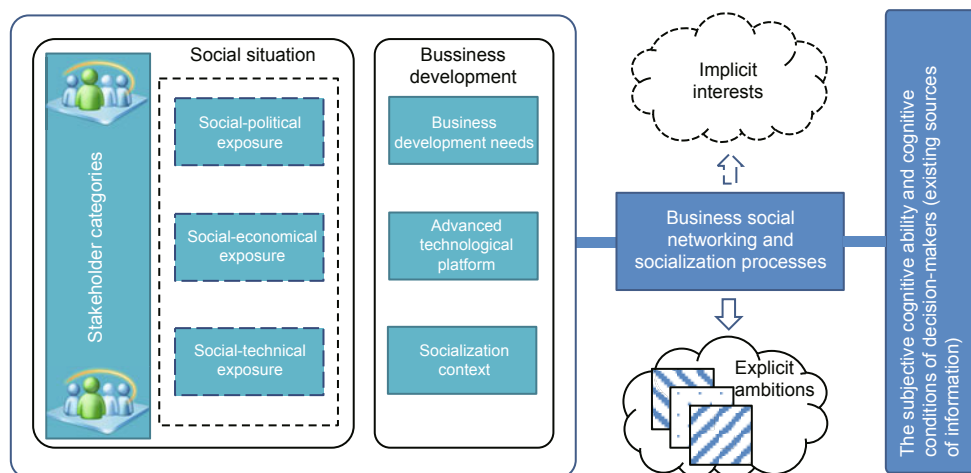 Stakeholder categories
Social situation
Social-political
exposure
Social-economical
exposure
Social-technical
exposure
Bussiness
development
Business
development needs
Advanced
technological
platform
Socialization
context
Implicit
interests
Business social
networking and
socialization processes
Explicit
ambitions
The subjective cognitive ability and cognitive
conditions of decision-makers (existing sources
of information)